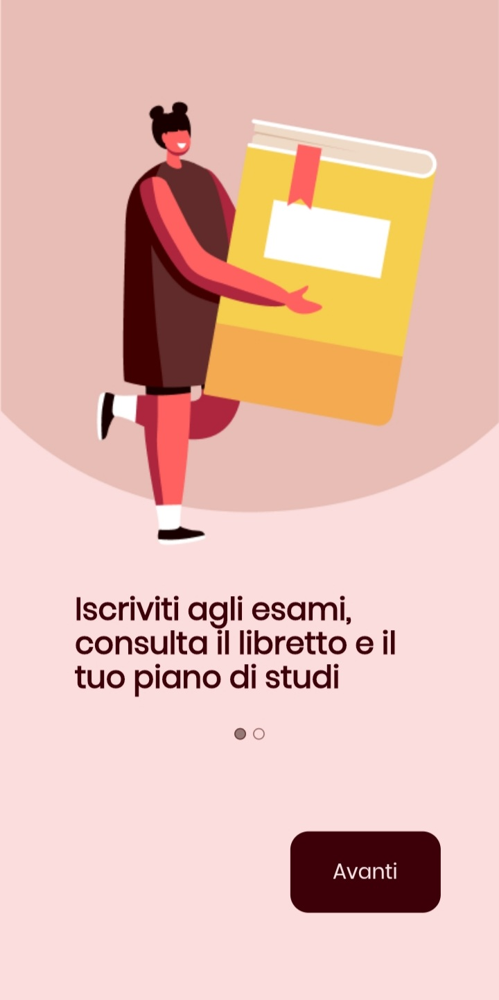 Iscriviti agli esami,
consulta il libretto e il
tuo piano di studi
Avanti